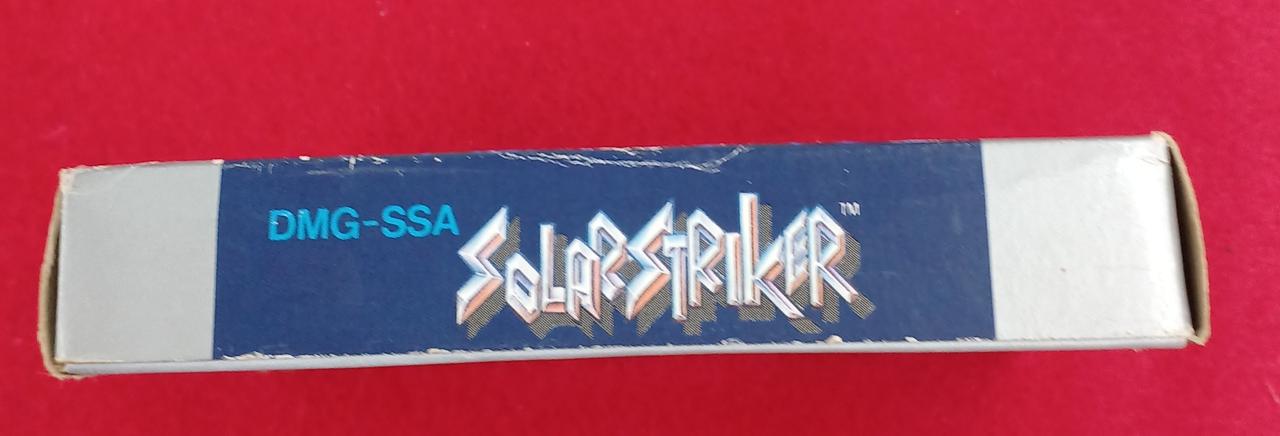 DMG-SSA SOLARSTRIKER™